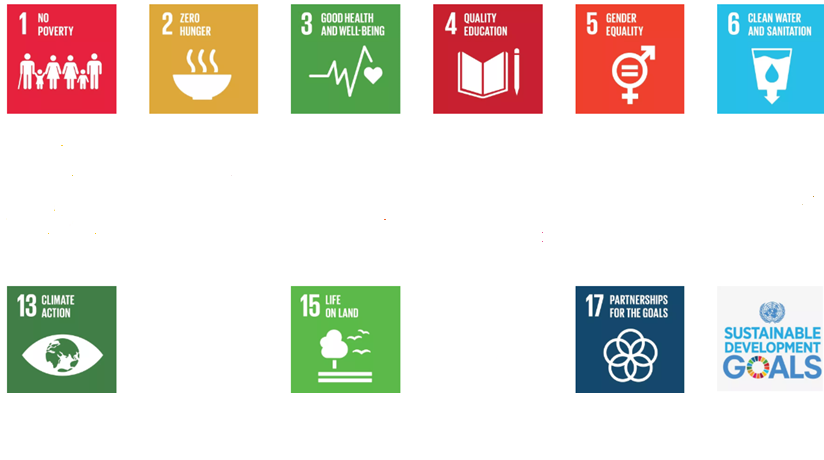 1 NO
POVERTY
2 ZERO
HUNGER
3 GOOD HEALTH
AND WELL-BEING
4 QUALITY
EDUCATION
5 GENDER
EQUALITY
6 CLEAN WATER
AND SANITATION
13 CLIMATE
ACTION
15 LIFE
ON LAND
17 PARTNERSHIPS
FOR THE GOALS
SUSTAINABLE
DEVELOPMENT
GOALS